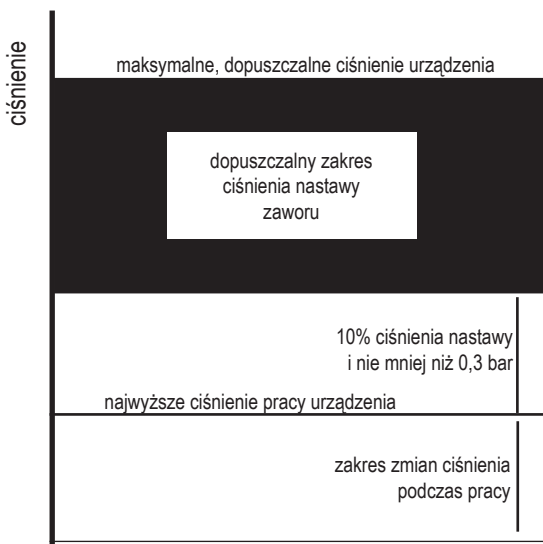 ciśnienie
maksymalne, dopuszczalne ciśnienie urządzenia
dopuszczalny zakres
ciśnienia nastawy
zaworu
10% ciśnienia nastawy
i nie mniej niż 0,3 bar
najwyższe ciśnienie pracy urządzenia
zakres zmian ciśnienia
podczas pracy